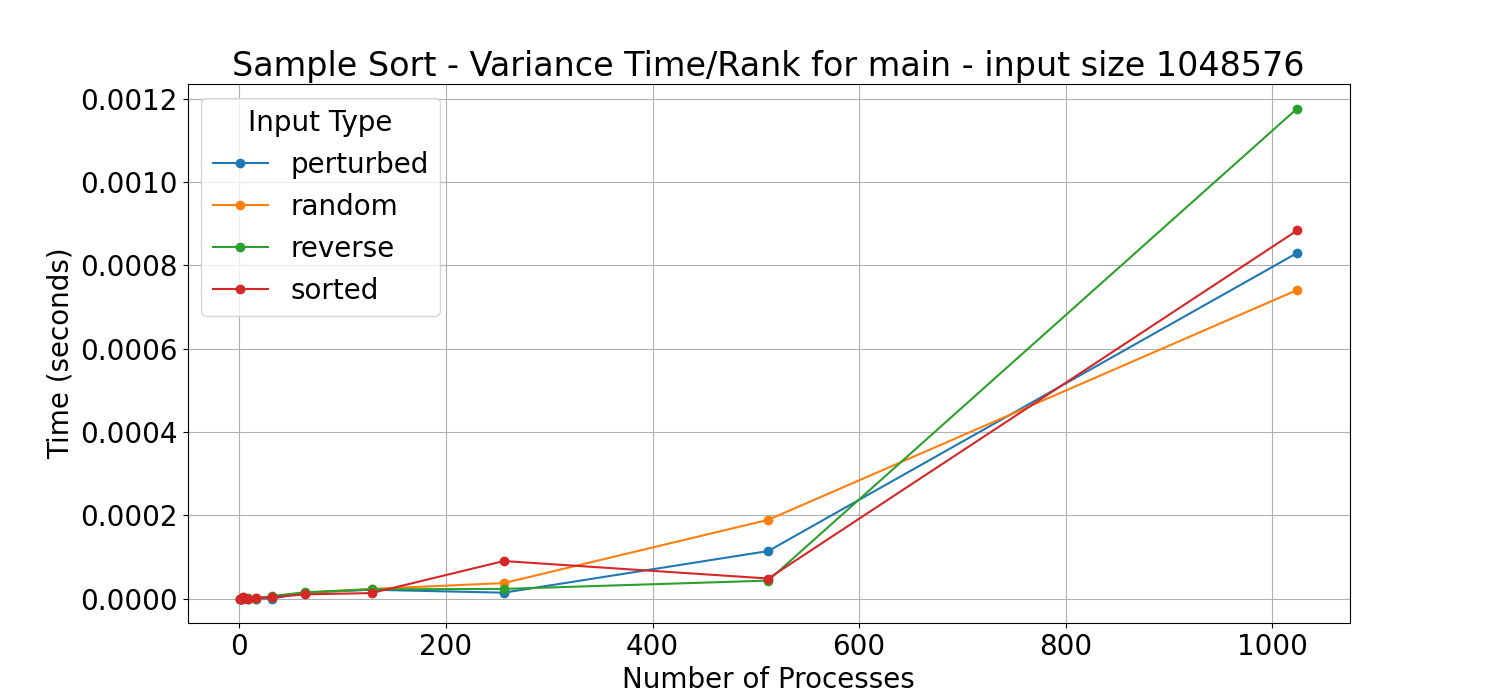 Sample Sort - Variance Time/Rank for main - input size 1048576
0.0012
0.0010
0.0008
0.0006
0.0004
0.0002
0.0000
Time (seconds)
Input Type
perturbed
random
reverse
sorted
0 200 400 600 800 1000
Number of Processes